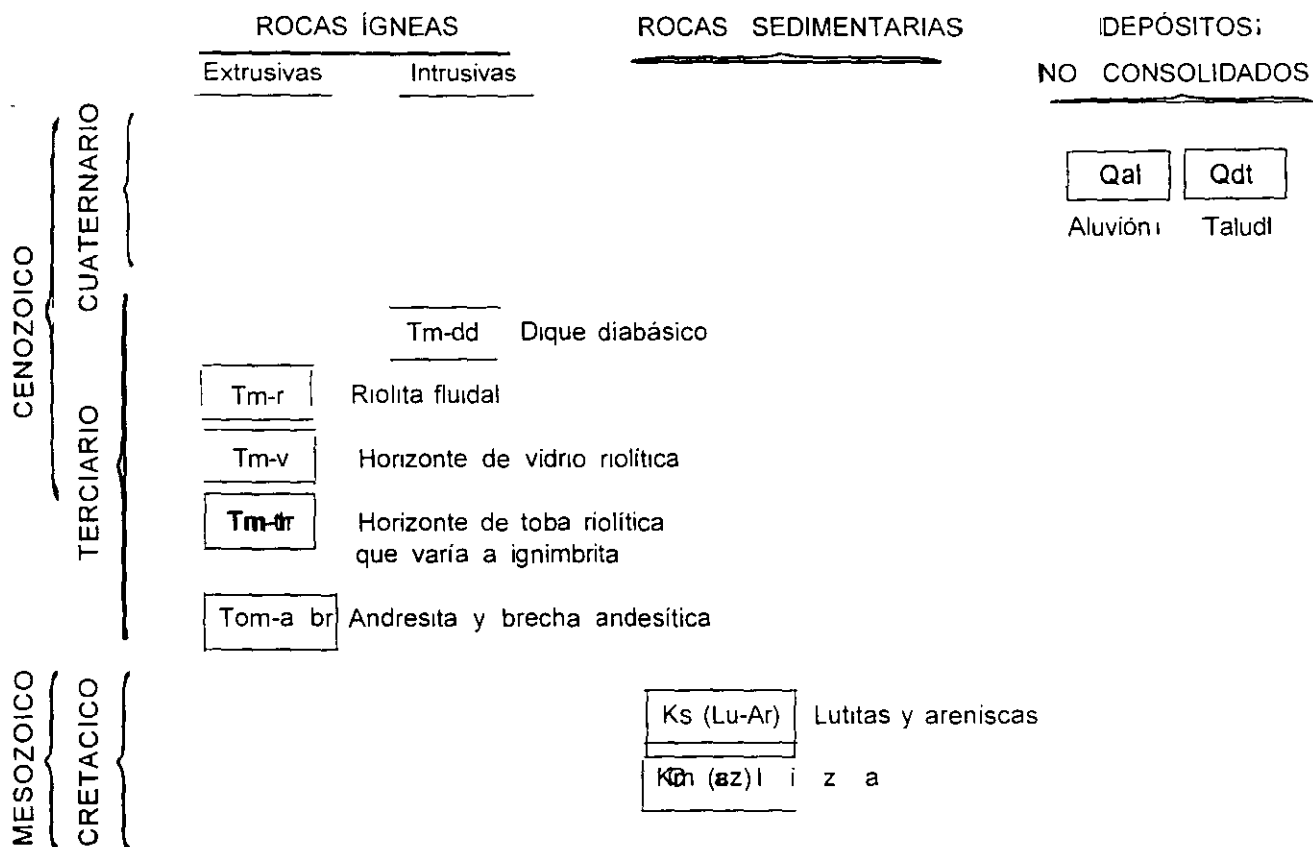 ROCAS ÍGNEAS
ROCAS SEDIMENTARIAS
DEPÓSITOS
NO CONSOLIDADOS
Extrusivas
Intrusivas
CENOZOICO
CUATERNARIO
Qal
Qdt
Aluvión
Talud
TERCIARIO
Tm-dd Dique diabásico
Tm-r Riolita fluidal
Tm-v Horizonte de vidrio riolítica
Horizonte de toba riolítica
que varía a ignimbrita
Tom-a br Andresita y brecha andesítica
MESOZOICO
CRETACICO
Ks (Lu-Ar) Lutitas y areniscas